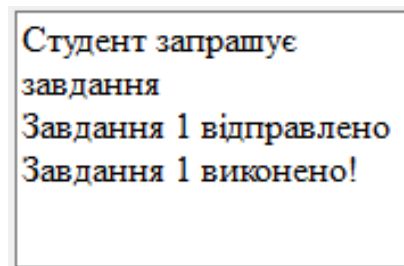 Студент запрашує
завдання
Завдання 1 відправлено
Завдання 1 виконено!